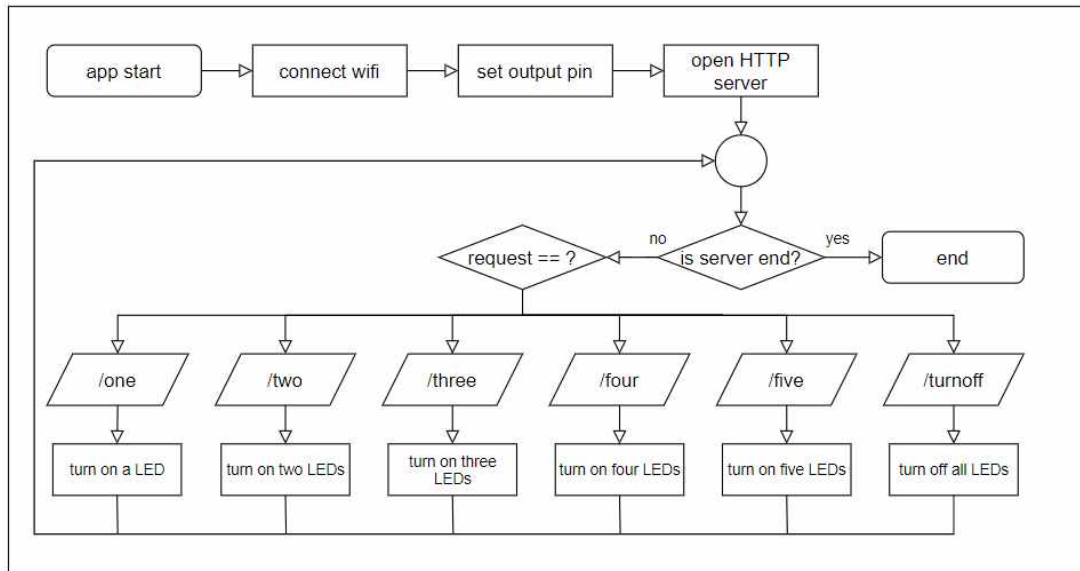 app start
connect wifi
set output pin
open HTTP
server
no
yes
request == ?
is server end?
end
/one
/two
/three
/four
/five
/turnoff
turn on a LED
turn on two LEDs
turn on three
LEDs
turn on four LEDs
turn on five LEDs
turn off all LEDs